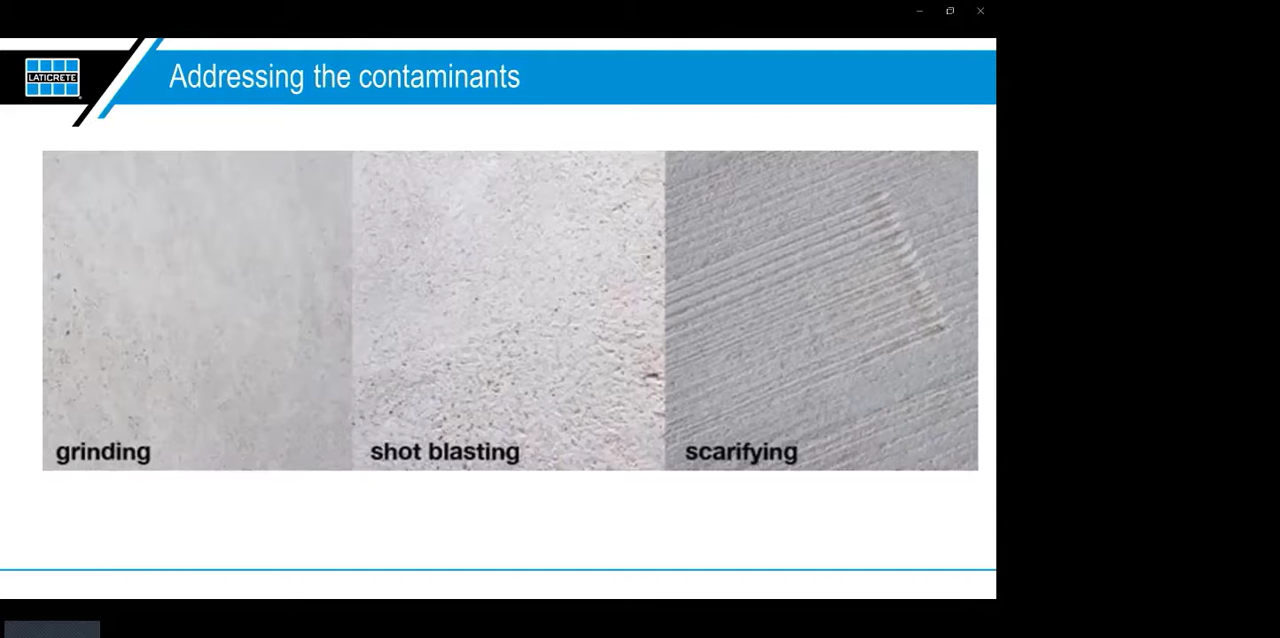 LATICRETE
Addressing the contaminants
grinding
shot blasting
scarifying